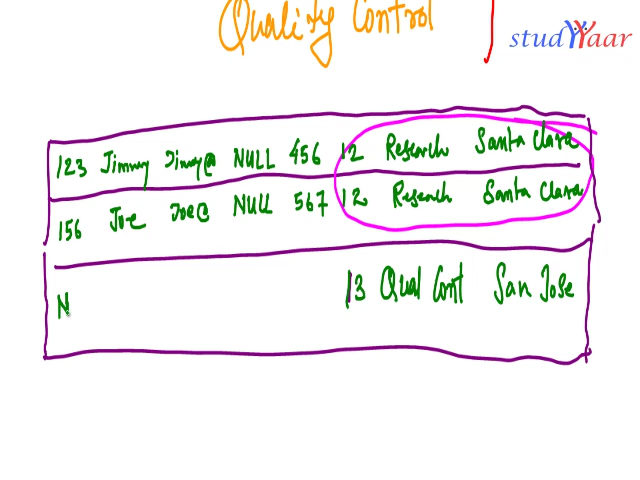 Quality Control
studYYaar
123 Jimmy Jimmy@ NULL 456 12 Research Santa Clara
156 Joe Joe@ NULL 567 12 Research Santa Clara
N 13 Qual Cont San Jose